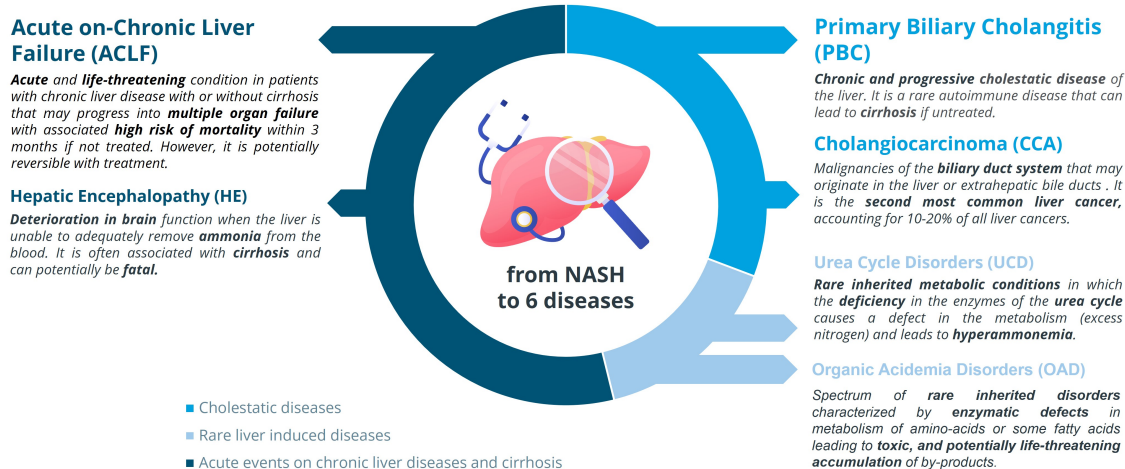 Acute on-Chronic Liver
Failure (ACLF)
Acute and life-threatening condition in patients
with chronic liver disease with or without cirrhosis
that may progress into multiple organ failure
with associated high risk of mortality within 3
months if not treated. However, it is potentially
reversible with treatment.
Hepatic Encephalopathy (HE)
Deterioration in brain function when the liver is
unable to adequately remove ammonia from the
blood. It is often associated with cirrhosis and
can potentially be fatal.
from NASH
to 6 diseases
Primary Biliary Cholangitis
(PBC)
Chronic and progressive cholestatic disease of
the liver. It is a rare autoimmune disease that can
lead to cirrhosis if untreated.
Cholangiocarcinoma (CCA)
Malignancies of the biliary duct system that may
originate in the liver or extrahepatic bile ducts . It
is the second most common liver cancer,
accounting for 10-20% of all liver cancers.
Urea Cycle Disorders (UCD)
Rare inherited metabolic conditions in which
the deficiency in the enzymes of the urea cycle
causes a defect in the metabolism (excess
nitrogen) and leads to hyperammonemia.
Organic Acidemia Disorders (OAD)
Spectrum of rare inherited disorders
characterized by enzymatic defects in
metabolism of amino-acids or some fatty acids
leading to toxic, and potentially life-threatening
accumulation of by-products.
Cholestatic diseases
Rare liver induced diseases
Acute events on chronic liver diseases and cirrhosis